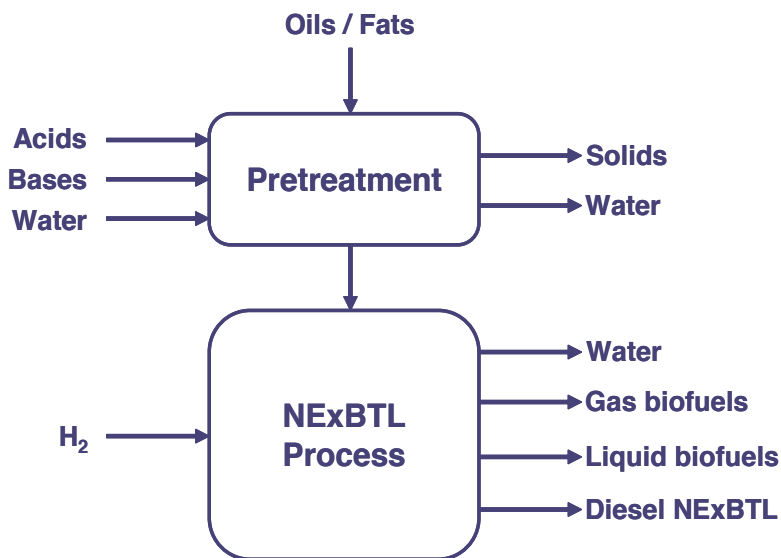 Oils / Fats
Acids
Bases
Water
Pretreatment
Solids
Water
H₂
NExBTL
Process
Water
Gas biofuels
Liquid biofuels
Diesel NExBTL